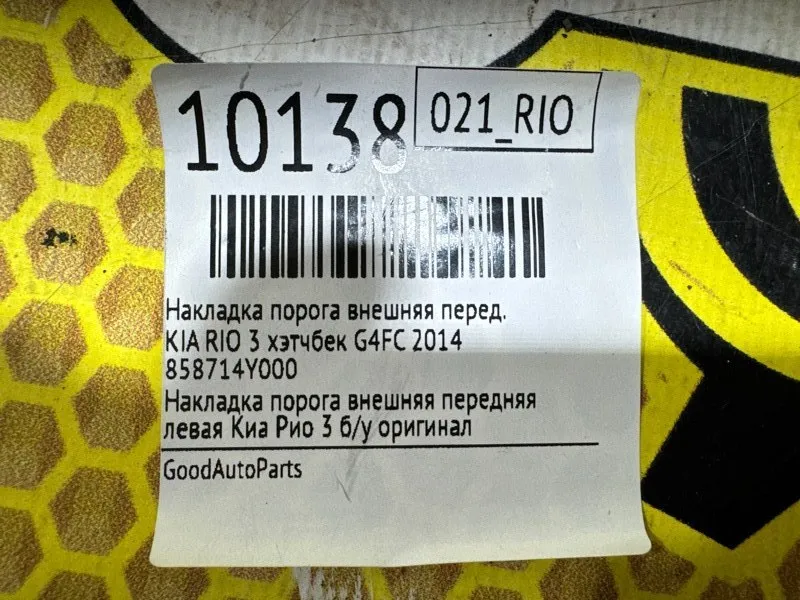 10138
021_RIO
Накладка порога внешняя перед.
KIA RIO 3 хэтчбек G4FC 2014
858714Y000
Накладка порога внешняя передняя
левая Киа Рио 3 б/у оригинал
GoodAutoParts